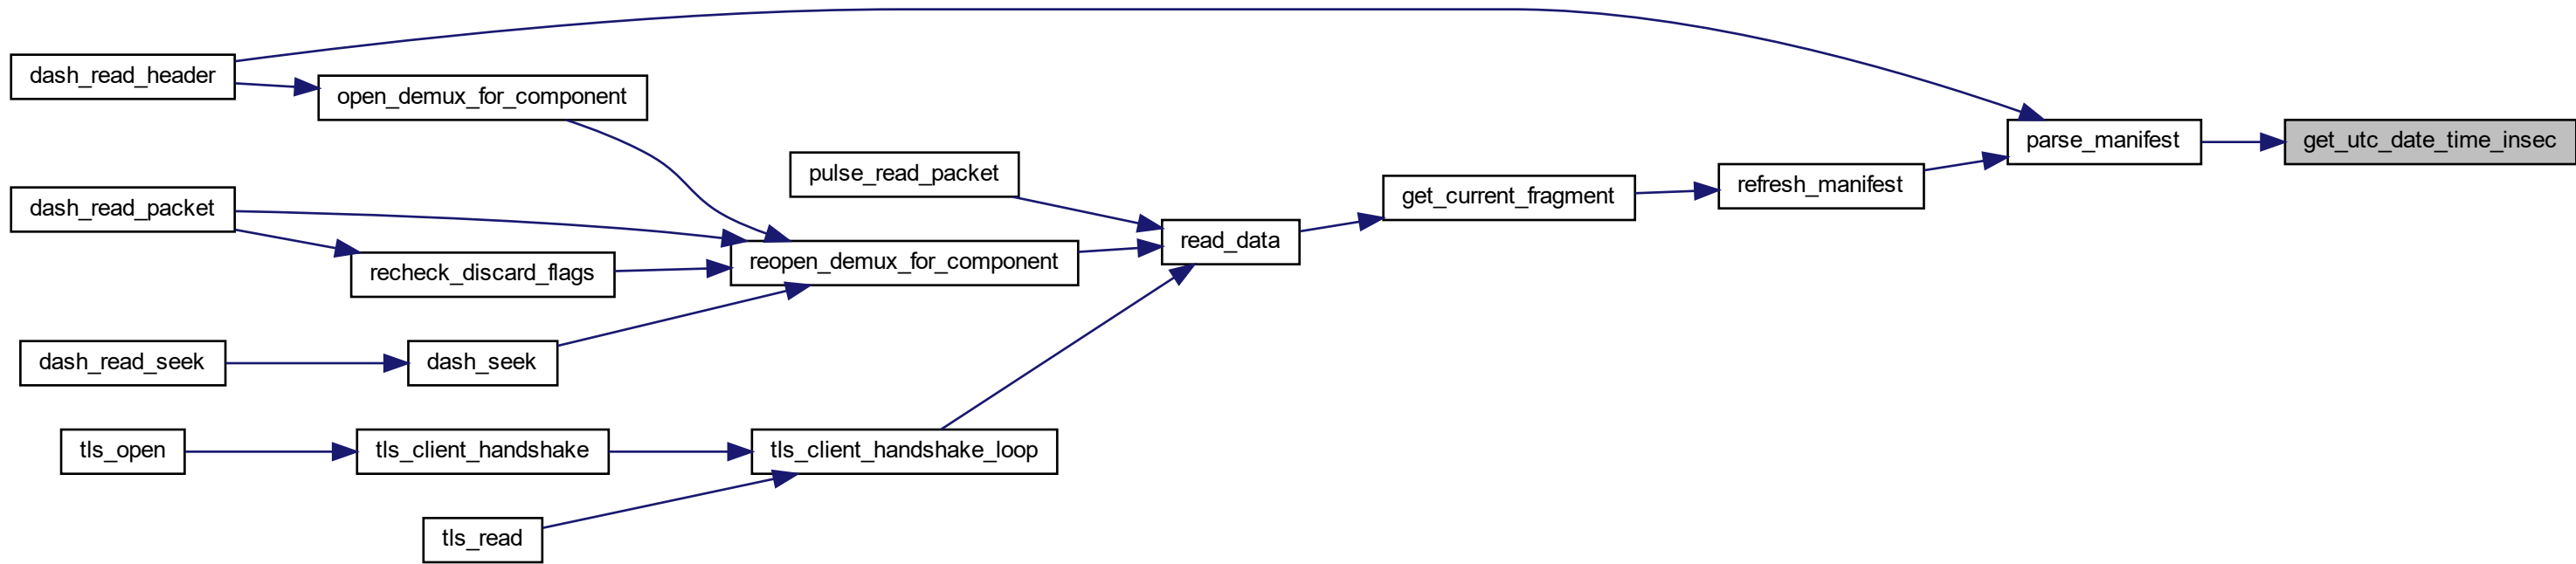 dash_read_header
open_demux_for_component
parse_manifest
get_utc_date_time_insec
pulse_read_packet
refresh_manifest
get_current_fragment
dash_read_packet
read_data
recheck_discard_flags
reopen_demux_for_component
dash_read_seek
dash_seek
tls_open
tls_client_handshake
tls_client_handshake_loop
tls_read